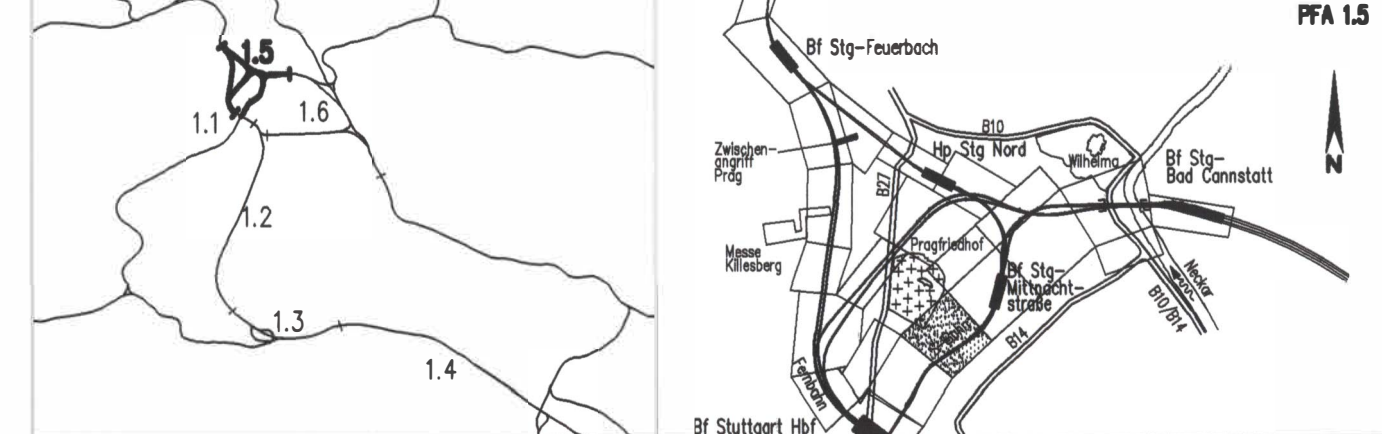 1.5
1.1
1.6
1.2
1.3
1.4
PFA 1.5
Bf Stg-Feuerbach
B10
Zwischen-
angriff
Prag
Hp Stg Nord
Wilhelma
Bf Stg-
Bad Cannstatt
B27
N
Messe
Killesberg
Pragfriedhof
Bf Stg-
Mittnacht-
straße
Neckar
B10/B14
B14
Fernbahn
Bf Stuttgart Hbf